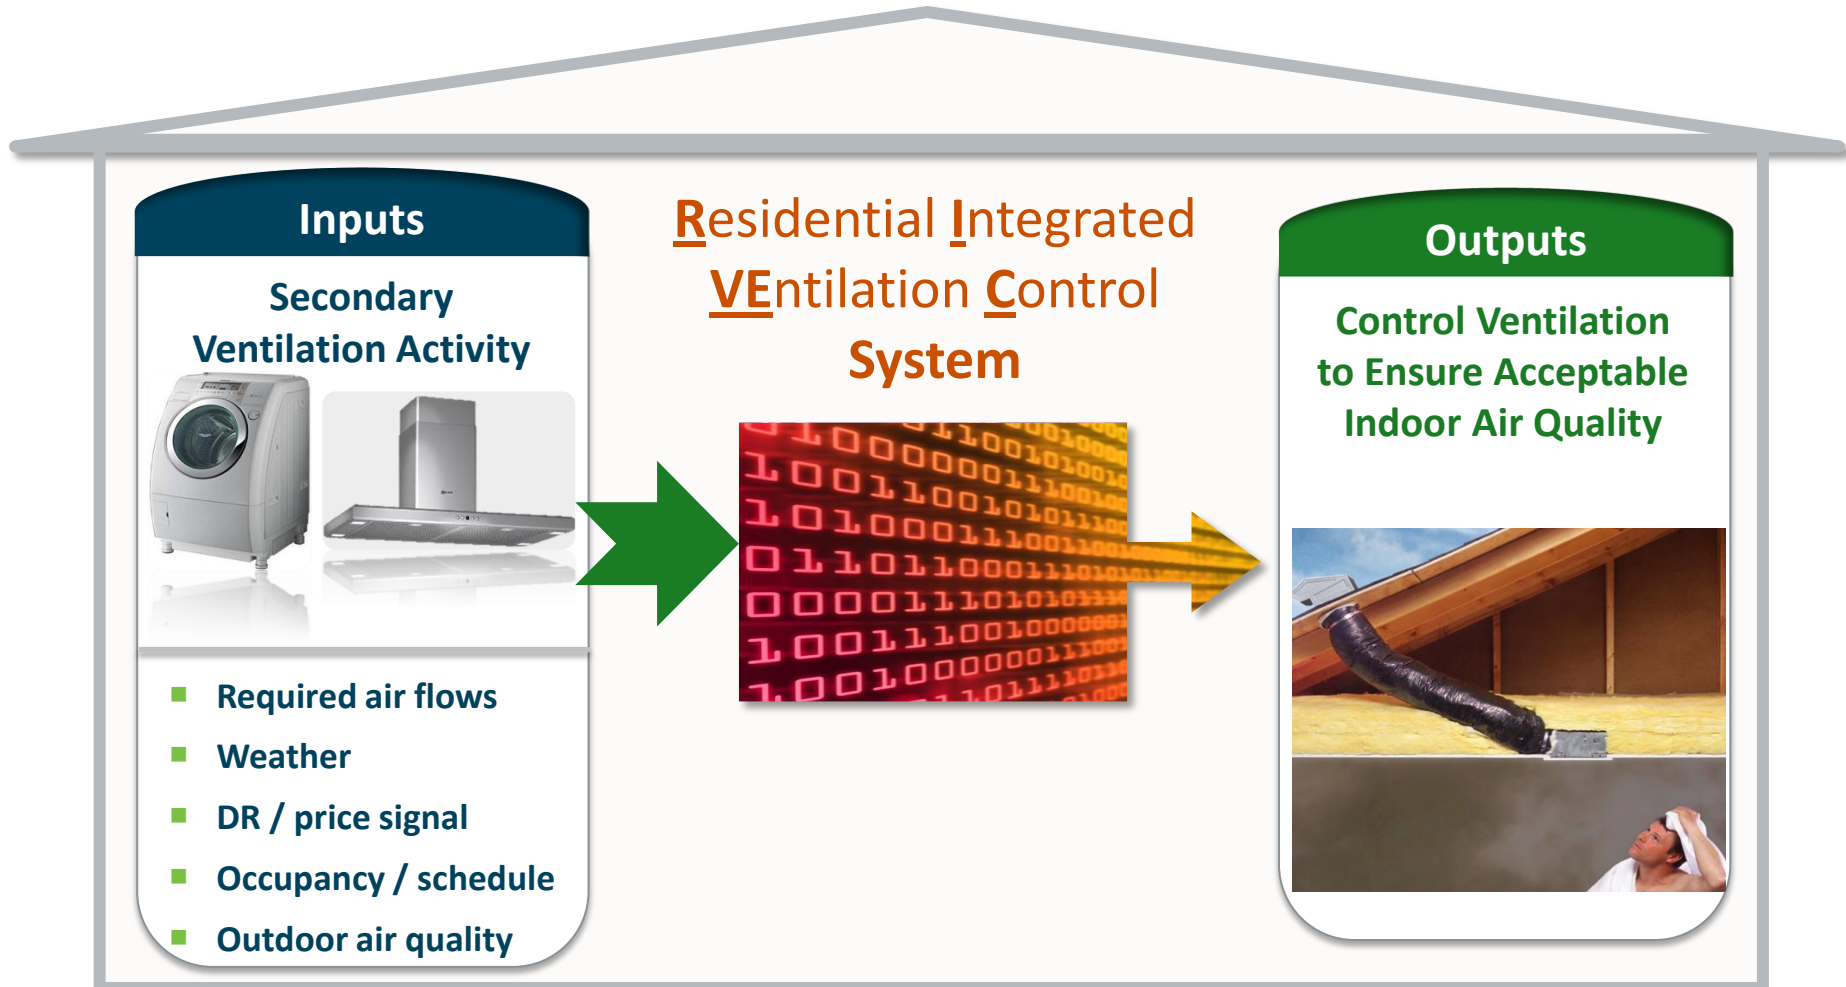 Inputs
Secondary
Ventilation Activity
Required air flows
Weather
DR / price signal
Occupancy / schedule
Outdoor air quality
Residential Integrated
VEntilation Control
System
Outputs
Control Ventilation
to Ensure Acceptable
Indoor Air Quality